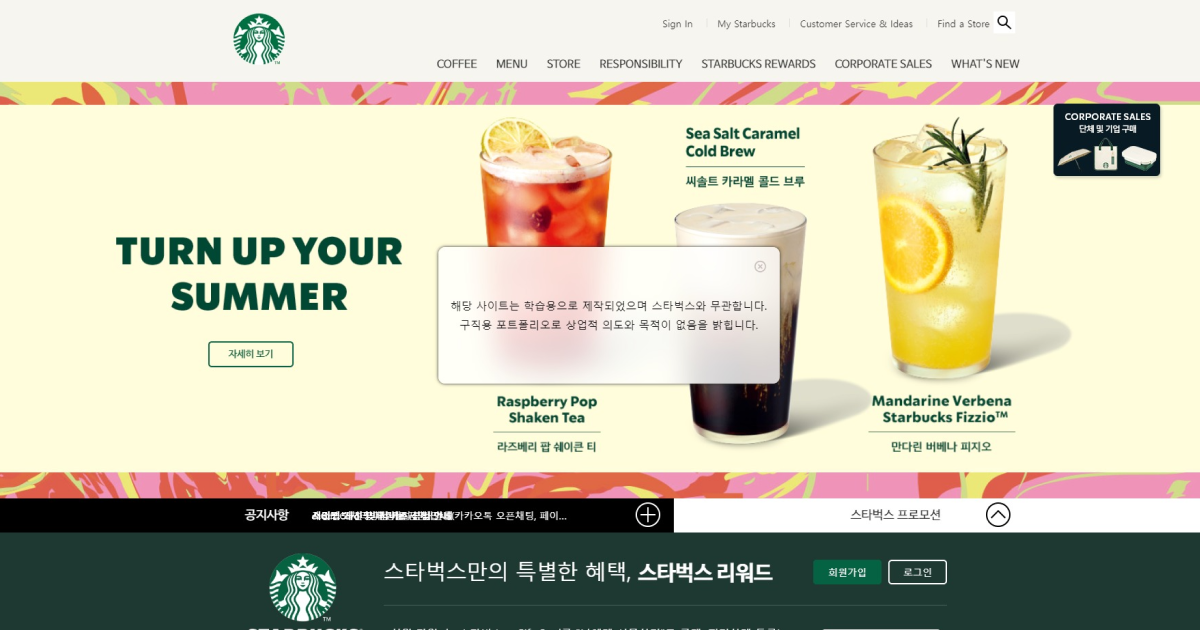 Sign In
My Starbucks
Customer Service & Ideas
Find a Store
COFFEE
MENU
STORE
RESPONSIBILITY
STARBUCKS REWARDS
CORPORATE SALES
WHAT'S NEW
CORPORATE SALES
단체 및 기업 구매
Sea Salt Caramel
Cold Brew
씨솔트 카라멜 콜드 브루
TURN UP YOUR
SUMMER
자세히 보기
해당 사이트는 학습용으로 제작되었으며 스타벅스와 무관합니다.
구직용 포트폴리오로 상업적 의도와 목적이 없음을 밝힙니다.
Raspberry Pop
Shaken Tea
라즈베리 팝 쉐이큰 티
Mandarine Verbena
Starbucks Fizzio™
만다린 버베나 피지오
공지사항
(카카오톡 오픈채팅, 페이...
스타벅스 프로모션
스타벅스만의 특별한 혜택, 스타벅스 리워드
회원가입
로그인
TM